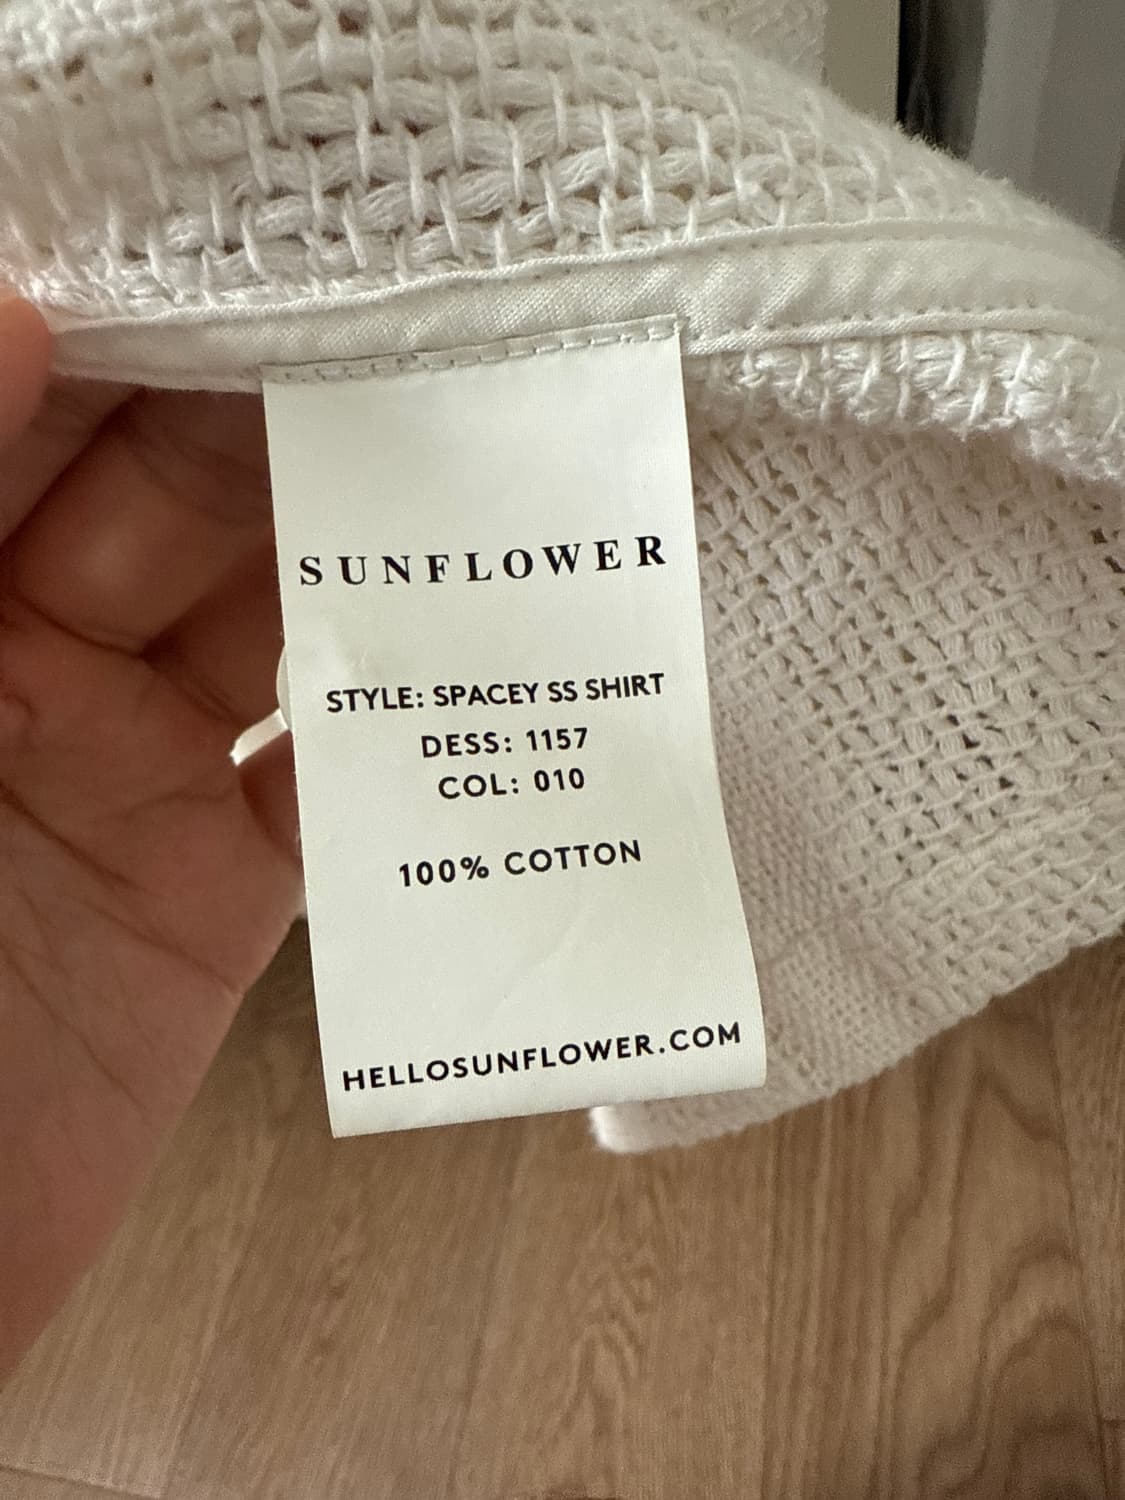 SUNFLOWER
STYLE: SPACEY SS SHIRT
DESS: 1157
COL: 010
100% COTTON
HELLOSUNFLOWER.COM